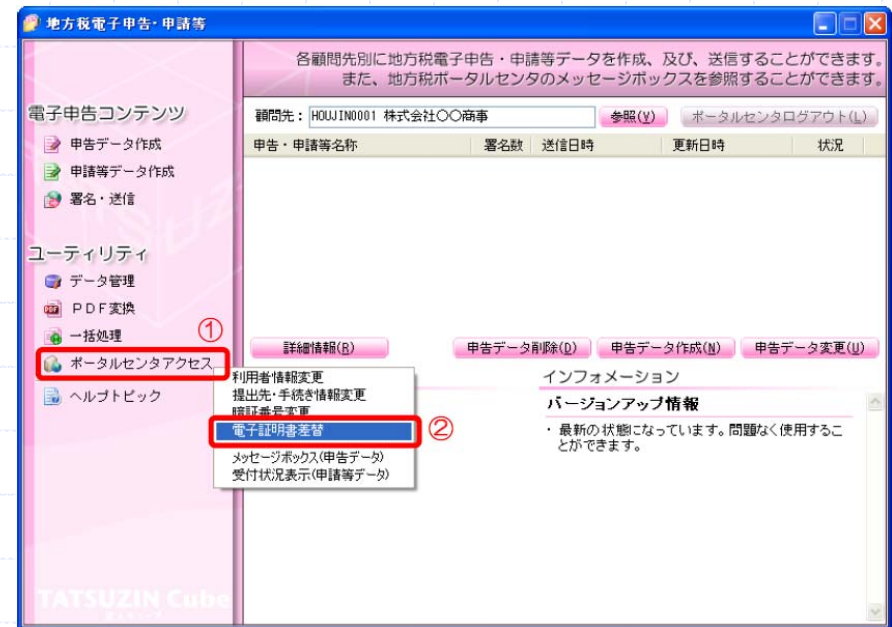 地方税電子申告・申請等
各顧問先別に地方税電子申告・申請等データを作成、及び、送信することができます。
また、地方税ポータルセンタのメッセージボックスを参照することができます。
電子申告コンテンツ
申告データ作成
申請等データ作成
署名・送信
ユーティリティ
データ管理
PDF変換
一括処理
①
ポータルセンタアクセス
ヘルプトピック
顧問先： HOUJIN0001 株式会社〇〇商事 参照(Y) ポータルセンタログアウト(L)
申告・申請等名称 署名数 送信日時 更新日時 状況
詳細情報(R) 申告データ削除(D) 申告データ作成(N) 申告データ変更(U)
利用者情報変更
提出先・手続き情報変更
暗証番号変更
電子証明書差替
②
メッセージボックス(申告データ)
受付状況表示(申請等データ)
インフォメーション
バージョンアップ情報
・最新の状態になっています。問題なく使用するこ
とができます。
TATSUZIN Cube